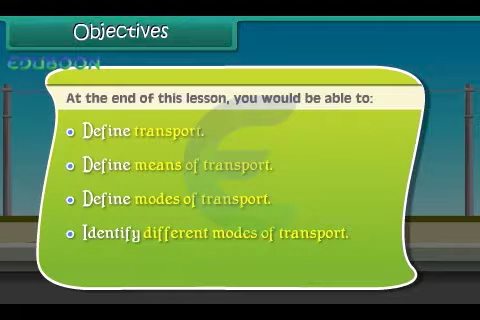 Objectives
EDUBOON
At the end of this lesson, you would be able to:
Define transport.
Define means of transport.
Define modes of transport.
Identify different modes of transport.